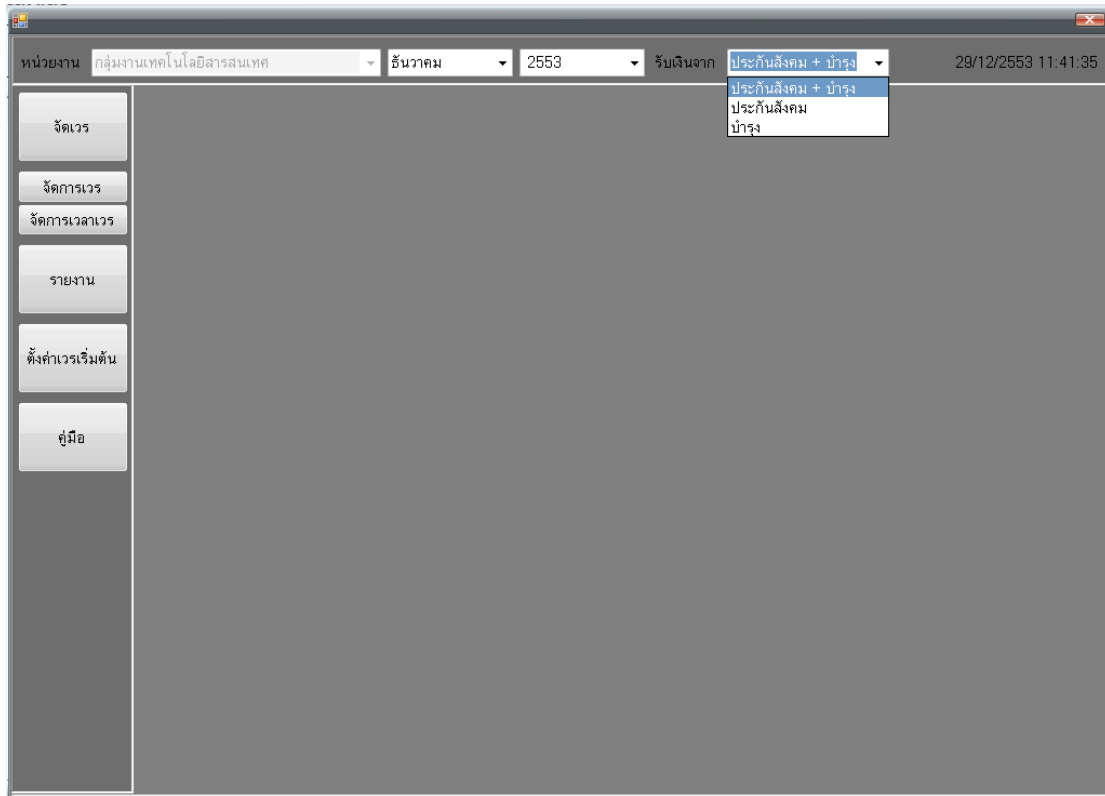 หน่วยงาน กลุ่มงานเทคโนโลยีสารสนเทศ ธันวาคม 2553 รับเงินจาก ประกันสังคม + บำรุง 29/12/2553 11:41:35
ประกันสังคม + บำรุง
ประกันสังคม
บำรุง
จัดเวร
จัดการเวร
จัดการเวลาเวร
รายงาน
ตั้งค่าเวรเริ่มต้น
คู่มือ